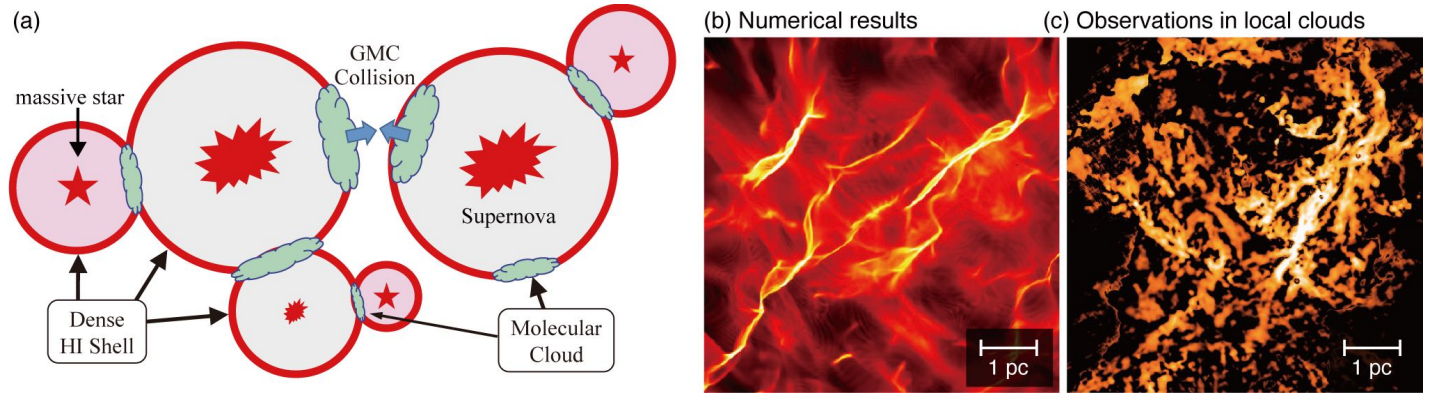 (a)
GMC
Collision
massive star
Supernova
Dense
HI Shell
Molecular
Cloud
(b) Numerical results
1 pc
(c) Observations in local clouds
1 pc